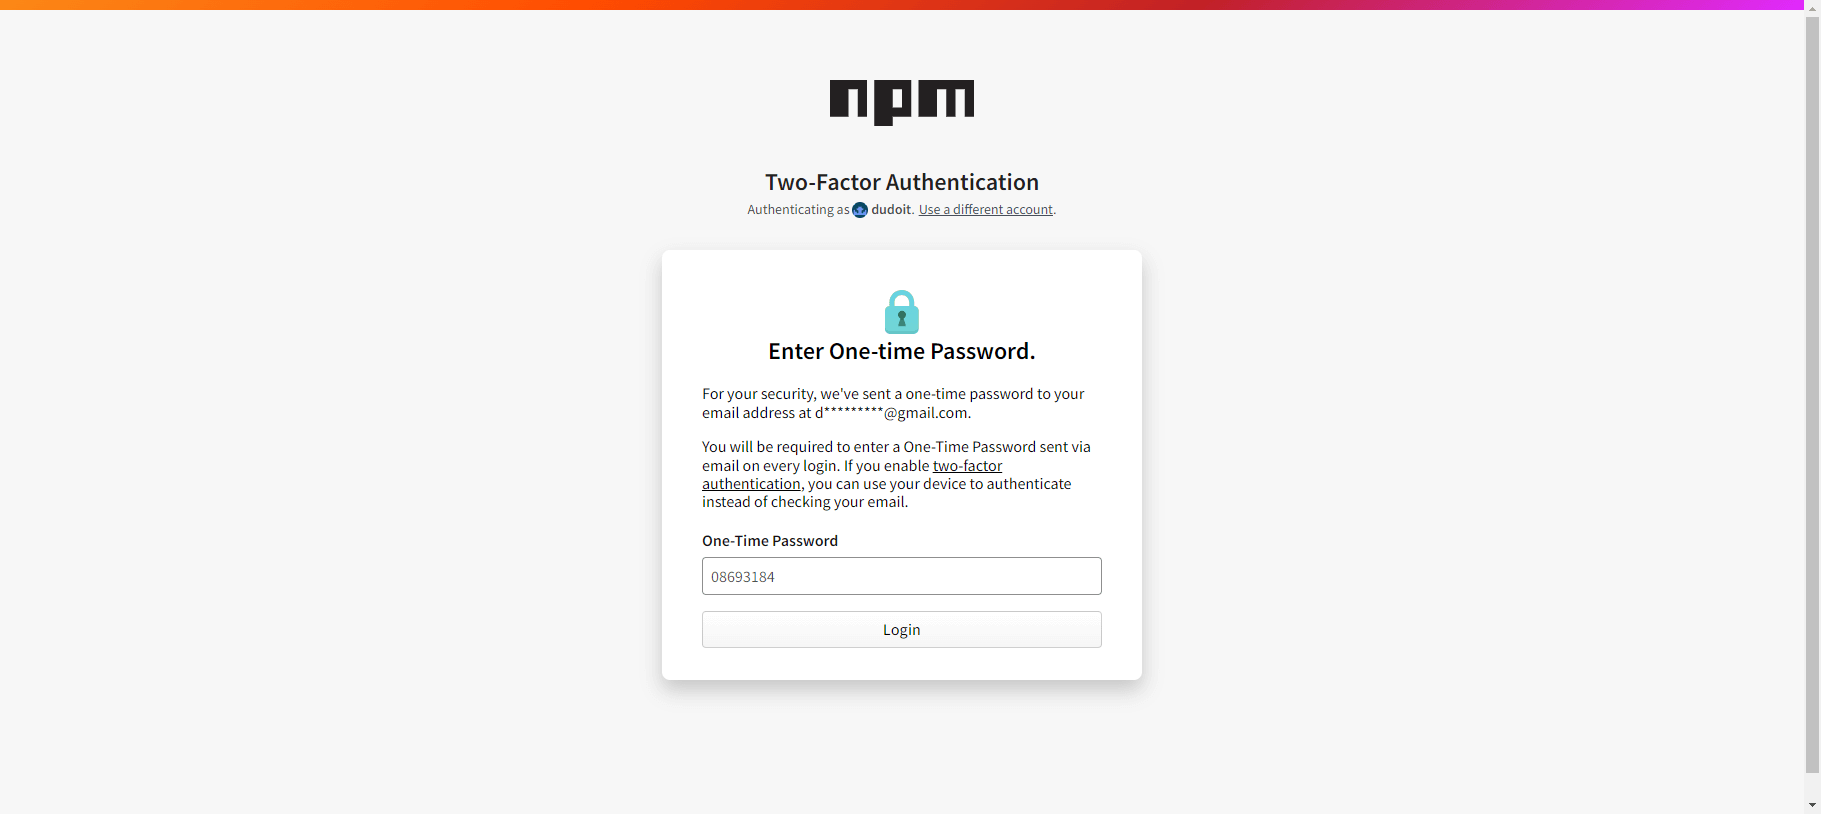 npm
Two-Factor Authentication
Authenticating as dudoit. Use a different account.
Enter One-time Password.
For your security, we've sent a one-time password to your
email address at d*********@gmail.com.
You will be required to enter a One-Time Password sent via
email on every login. If you enable two-factor
authentication, you can use your device to authenticate
instead of checking your email.
One-Time Password
08693184
Login